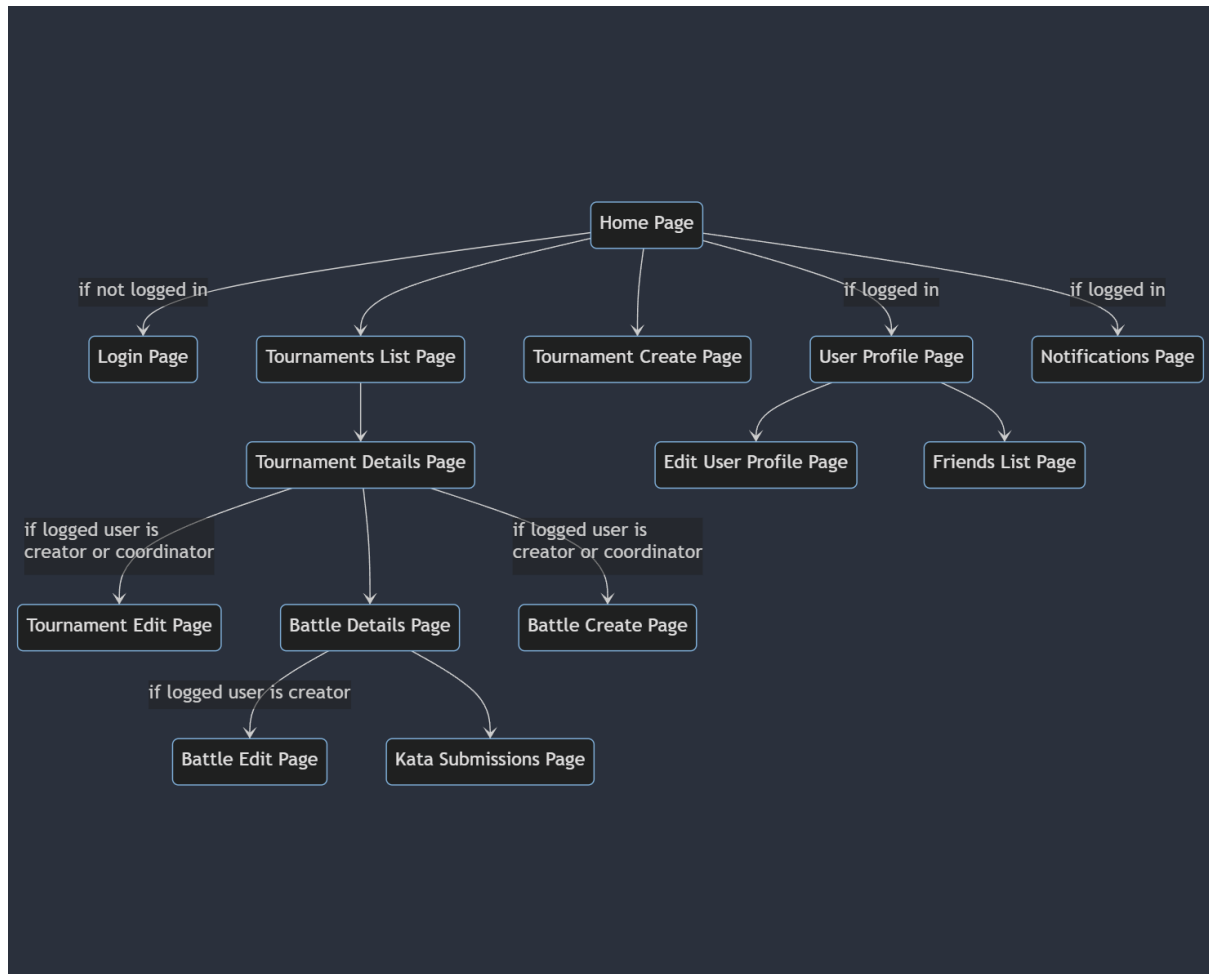 Home Page
if not logged in
if logged in
if logged in
Login Page
Tournaments List Page
Tournament Create Page
User Profile Page
Notifications Page
Tournament Details Page
Edit User Profile Page
Friends List Page
if logged user is
creator or coordinator
if logged user is
creator or coordinator
Tournament Edit Page
Battle Details Page
Battle Create Page
if logged user is creator
Battle Edit Page
Kata Submissions Page